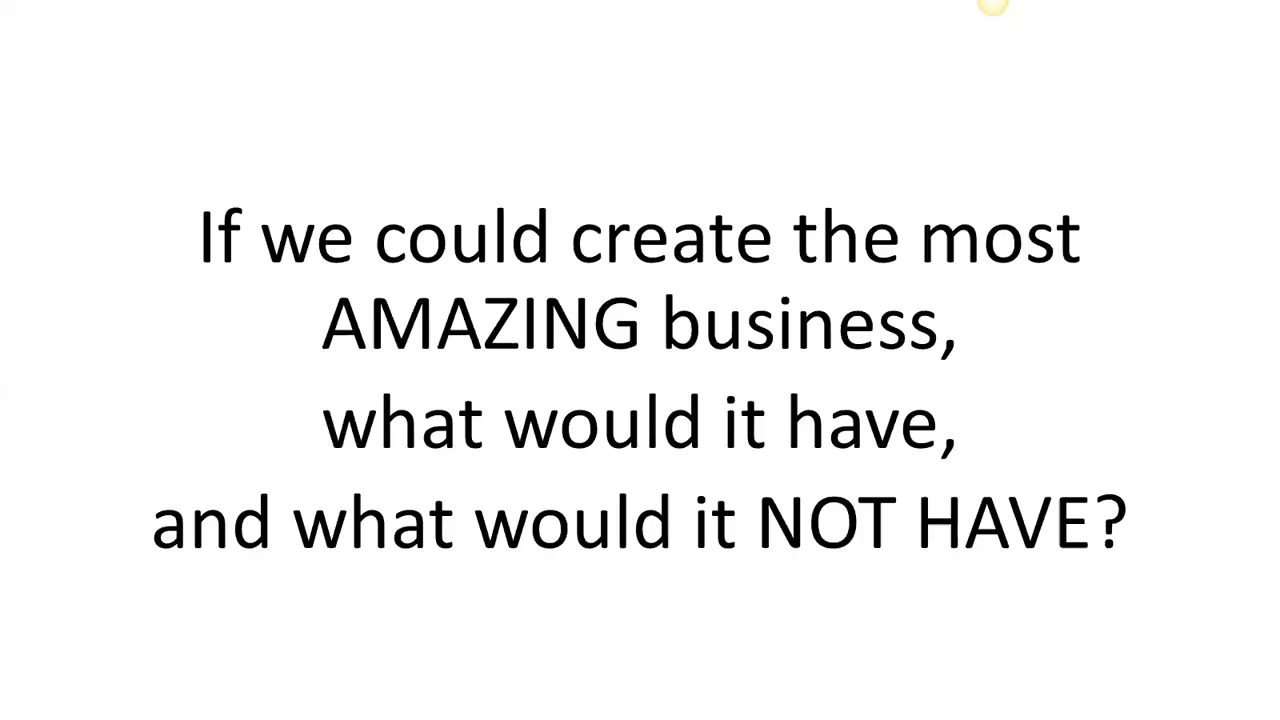 If we could create the most
AMAZING business,
what would it have,
and what would it NOT HAVE?